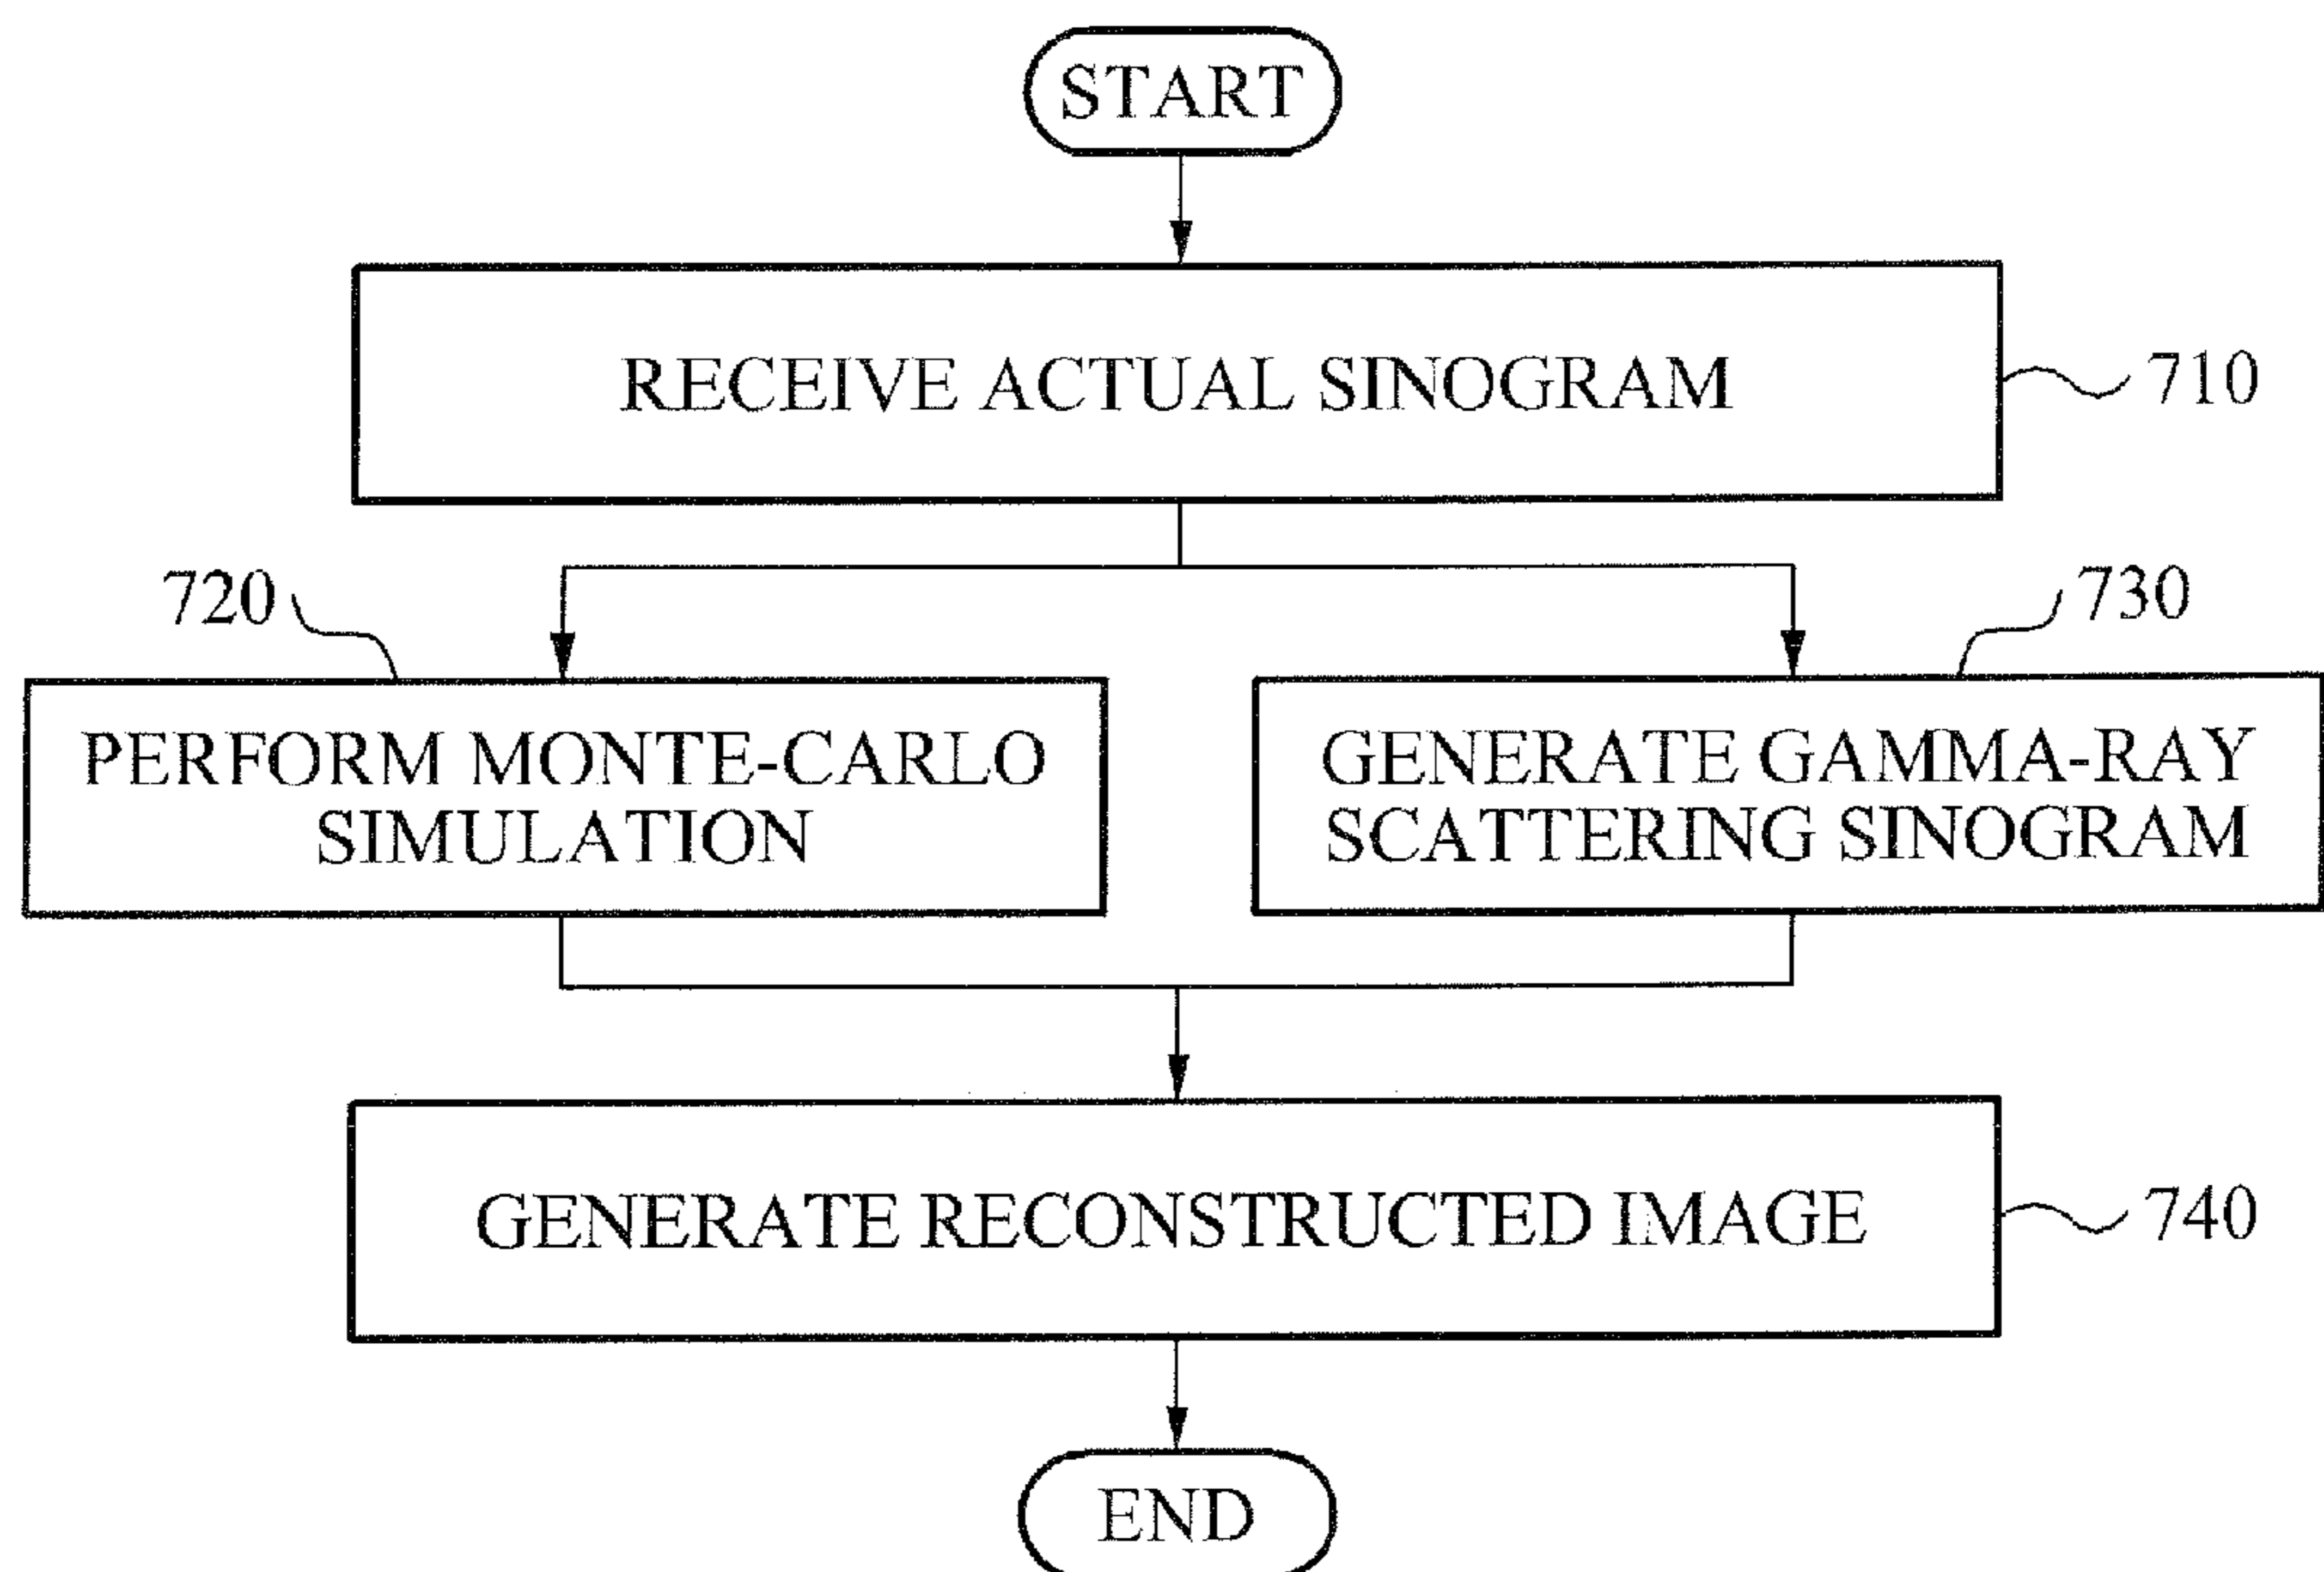 START
RECEIVE ACTUAL SINOGRAM
710
720
730
PERFORM MONTE-CARLO
SIMULATION
GENERATE GAMMA-RAY
SCATTERING SINOGRAM
GENERATE RECONSTRUCTED IMAGE
740
END